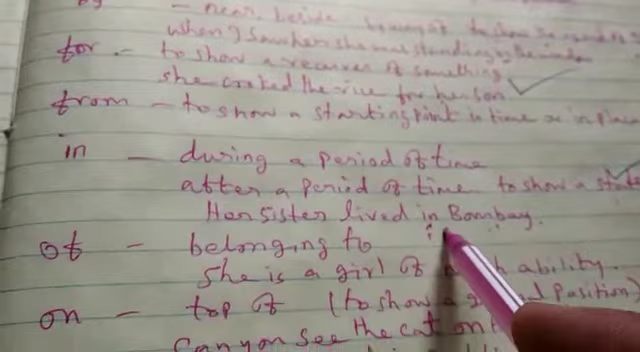 by - near, beside
when I saw her she was standing by the window
for - to show a receiver of something
she cooked the rice for her son
from - to show a starting point in time or in place
in - during a period of time
after a period of time to show a state
Her sister lived in Bombay.
of - belonging to
She is a girl of ability.
on - top of (to show a position)
Can you see the cat on